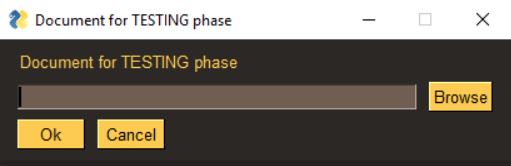 Document for TESTING phase
Document for TESTING phase
Browse
Ok Cancel